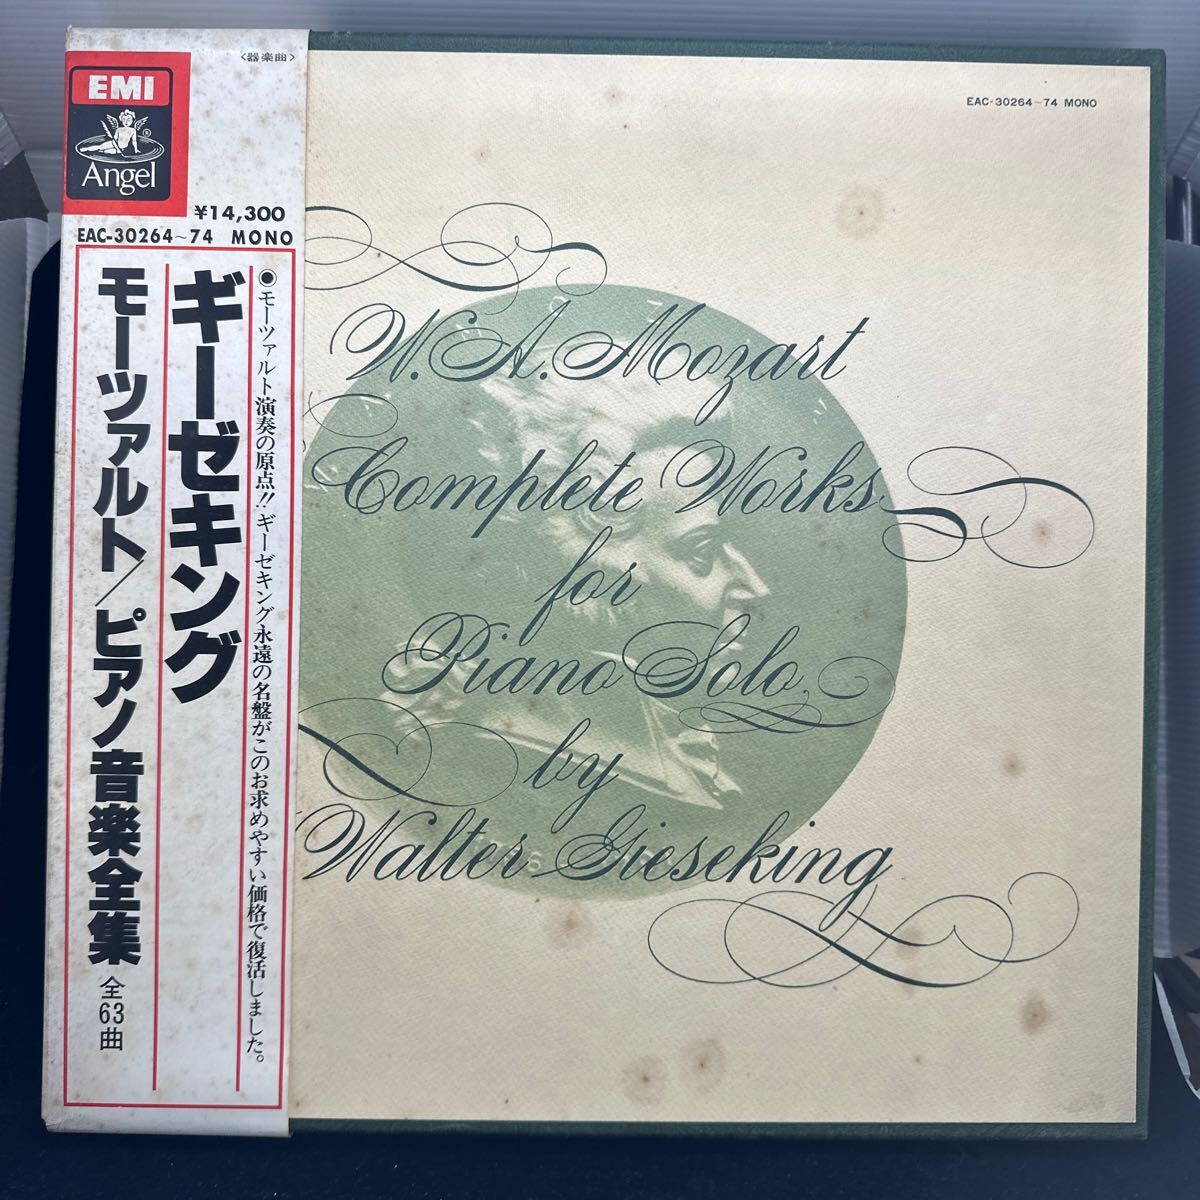 〈器楽曲〉
EMI
Angel
¥14,300
EAC-30264~74 MONO
●モーツァルト演奏の原点!!ギーゼキング永遠の名盤がこのお求めやすい価格で復活しました。
ギーゼキング
モーツァルト/ピアノ音楽全集 全63曲
EAC-30264~74 MONO
W.A. Mozart
Complete Works
for
Piano Solo
by
Walter Gieseking